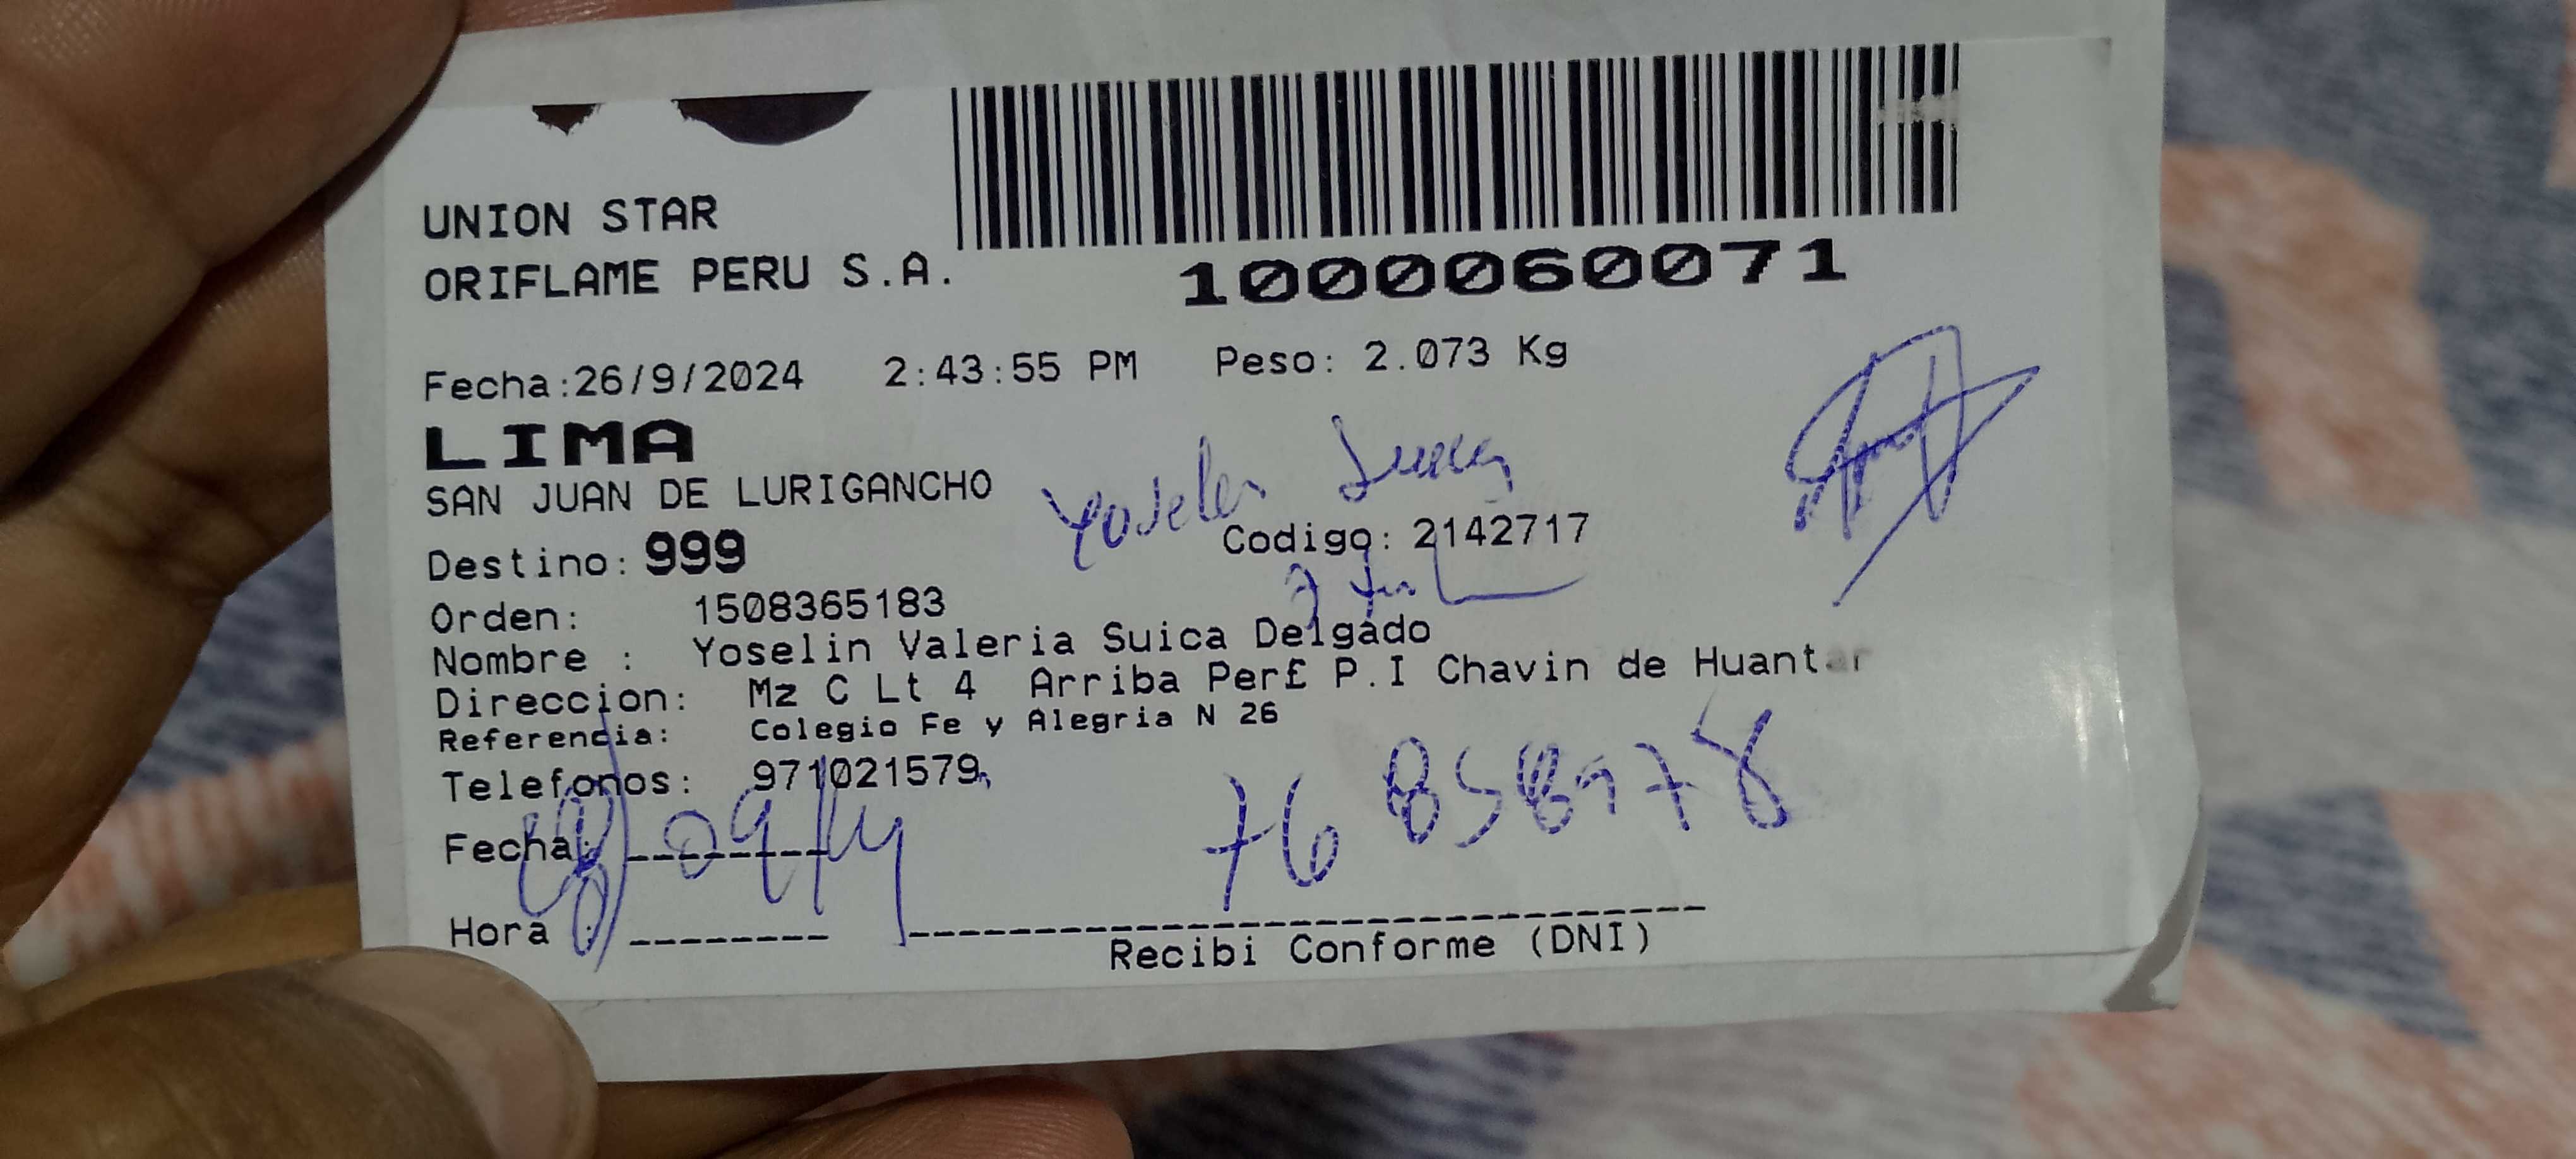 UNION STAR
ORIFLAME PERU S.A.
1000060071
Fecha:26/9/2024 2:43:55 PM Peso: 2.073 Kg
LIMA
SAN JUAN DE LURIGANCHO
Destino: 999
Codigo: 2142717
Orden: 1508365183
Nombre : Yoselin Valeria Suica Delgado
Direccion: Mz C Lt 4 Arriba Per£ P.I Chavin de Huantar
Referencia: Colegio Fe y Alegria N 26
Telefonos: 971021579,
Fecha: --------
Hora : --------
Recibi Conforme (DNI)